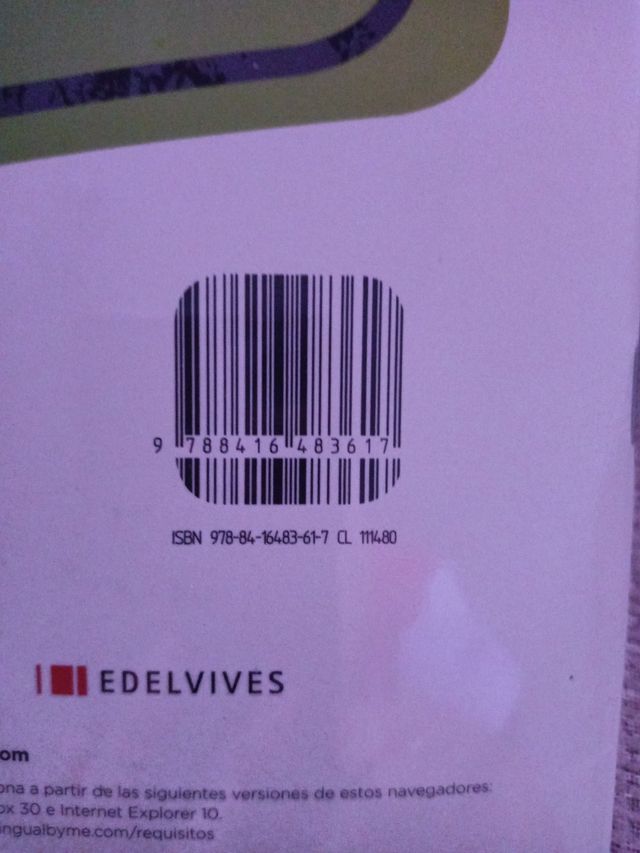 9 788416 483617
ISBN 978-84-16483-61-7 CL 111480
EDELVIVES
om
ona a partir de las siguientes versiones de estos navegadores:
ox 30 e Internet Explorer 10.
ingualbyme.com/requisitos